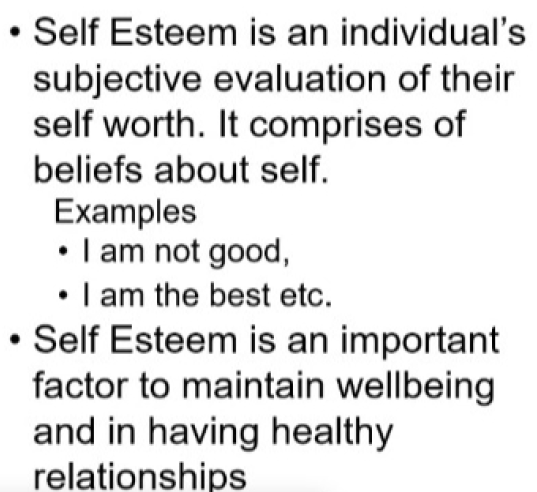 • Self Esteem is an individual's
subjective evaluation of their
self worth. It comprises of
beliefs about self.
Examples
• I am not good,
• I am the best etc.
• Self Esteem is an important
factor to maintain wellbeing
and in having healthy
relationships